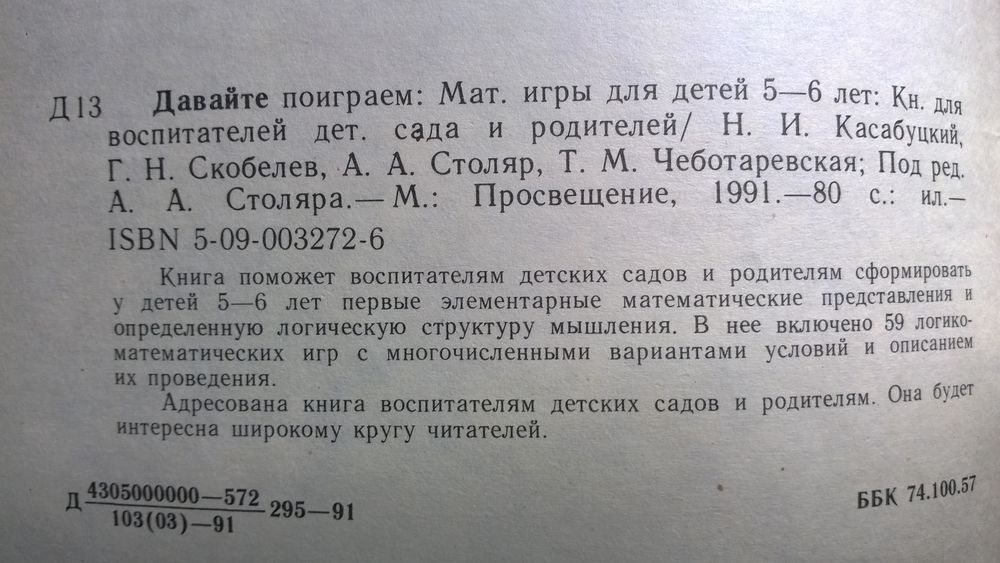 Д13 Давайте поиграем: Мат. игры для детей 5—6 лет: Кн. для
воспитателей дет. сада и родителей/ Н. И. Касабуцкий,
Г. Н. Скобелев, А. А. Столяр, Т. М. Чеботаревская; Под ред.
А. А. Столяра.— М.: Просвещение, 1991.—80 с.: ил.—
ISBN 5-09-003272-6
Книга поможет воспитателям детских садов и родителям сформировать
у детей 5—6 лет первые элементарные математические представления и
определенную логическую структуру мышления. В нее включено 59 логико-
математических игр с многочисленными вариантами условий и описанием
их проведения.
Адресована книга воспитателям детских садов и родителям. Она будет
интересна широкому кругу читателей.
Д 4305000000—572 295—91
103(03)—91
ББК 74.100.57